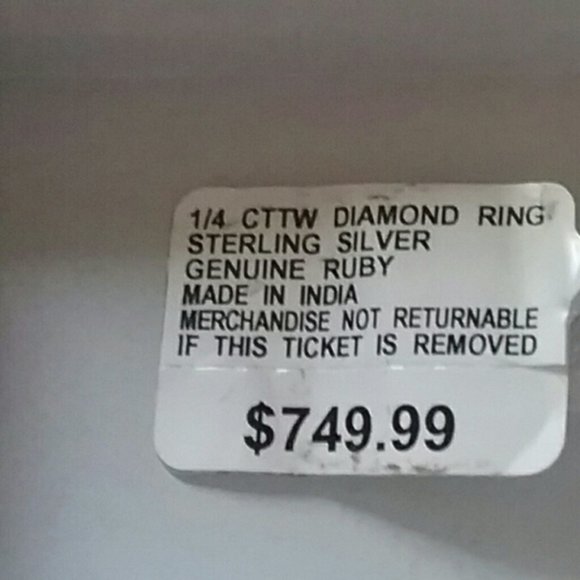 1/4 CTTW DIAMOND RING
STERLING SILVER
GENUINE RUBY
MADE IN INDIA
MERCHANDISE NOT RETURNABLE
IF THIS TICKET IS REMOVED
$749.99